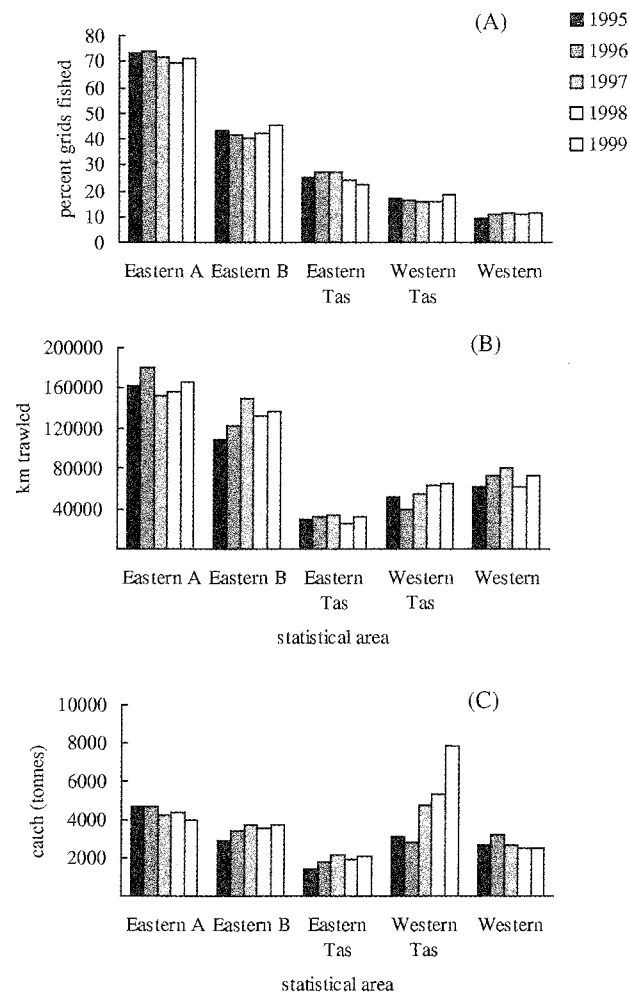 (A)
1995
1996
1997
1998
1999
percent grids fished
80
70
60
50
40
30
20
10
0
Eastern A Eastern B Eastern Western Western
Tas Tas
(B)
km trawled
200000
160000
120000
80000
40000
Eastern A Eastern B Eastern Western Western
Tas Tas
statistical area
(C)
catch (tonnes)
10000
8000
6000
4000
2000
Eastern A Eastern B Eastern Western Western
Tas Tas
statistical area